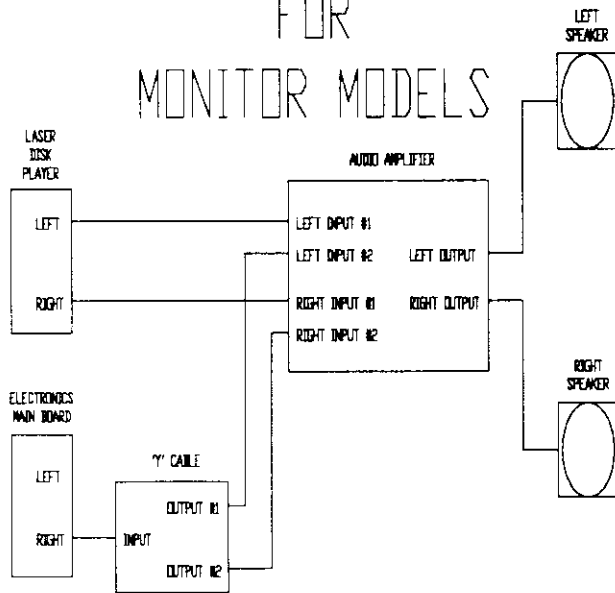 FOR
MONITOR MODELS
LEFT
SPEAKER
LASER
DISK
PLAYER
AUDIO AMPLIFIER
LEFT
LEFT INPUT #1
LEFT INPUT #2
LEFT OUTPUT
RIGHT
RIGHT INPUT #1
RIGHT OUTPUT
RIGHT INPUT #2
RIGHT
SPEAKER
ELECTRONICS
MAIN BOARD
'Y' CABLE
LEFT
OUTPUT #1
RIGHT
INPUT
OUTPUT #2